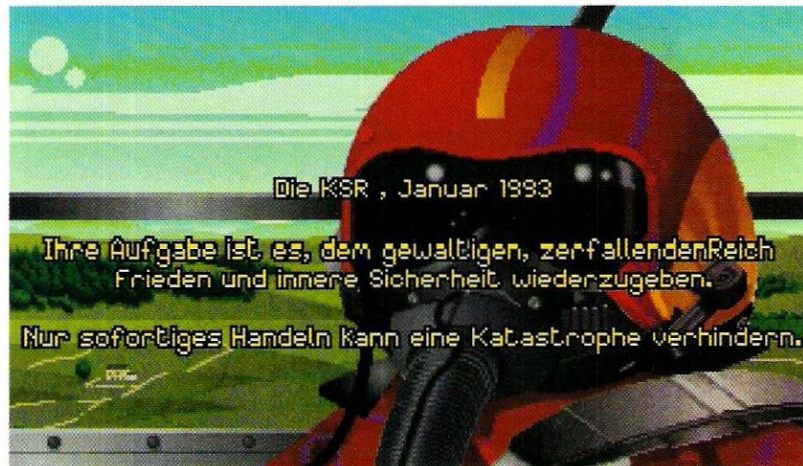 Die KSR , Januar 1993
Ihre Aufgabe ist es, dem gewaltigen, zerfallendenReich
Frieden und innere Sicherheit wiederzugeben.
Nur sofortiges Handeln kann eine Katastrophe verhindern.